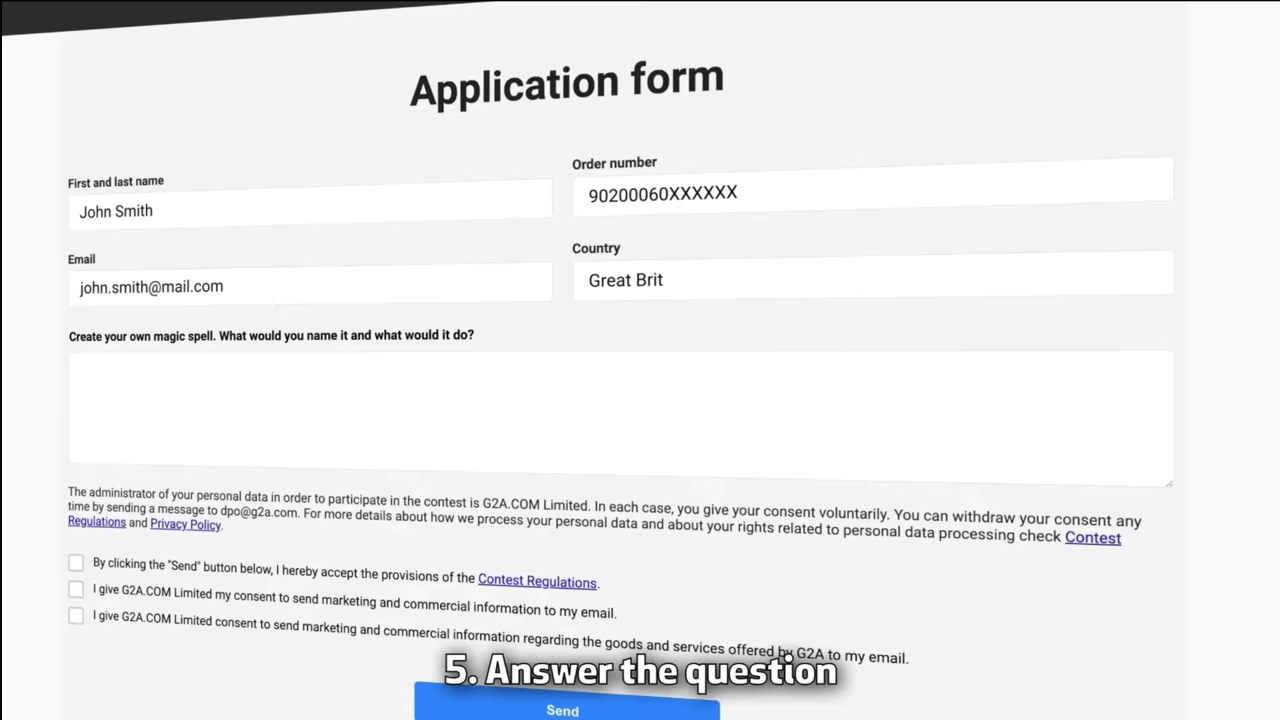 Application form
First and last name
Order number
John Smith
90200060XXXXXX
Email
Country
john.smith@mail.com
Great Brit
Create your own magic spell. What would you name it and what would it do?
The administrator of your personal data in order to participate in the contest is G2A.COM Limited. In each case, you give your consent voluntarily. You can withdraw your consent any
time by sending a message to dpo@g2a.com. For more details about how we process your personal data and about your rights related to personal data processing check Contest
Regulations and Privacy Policy.
By clicking the "Send" button below, I hereby accept the provisions of the Contest Regulations.
I give G2A.COM Limited my consent to send marketing and commercial information to my email.
I give G2A.COM Limited consent to send marketing and commercial information regarding the goods and services offered by G2A to my email.
5. Answer the question
Send